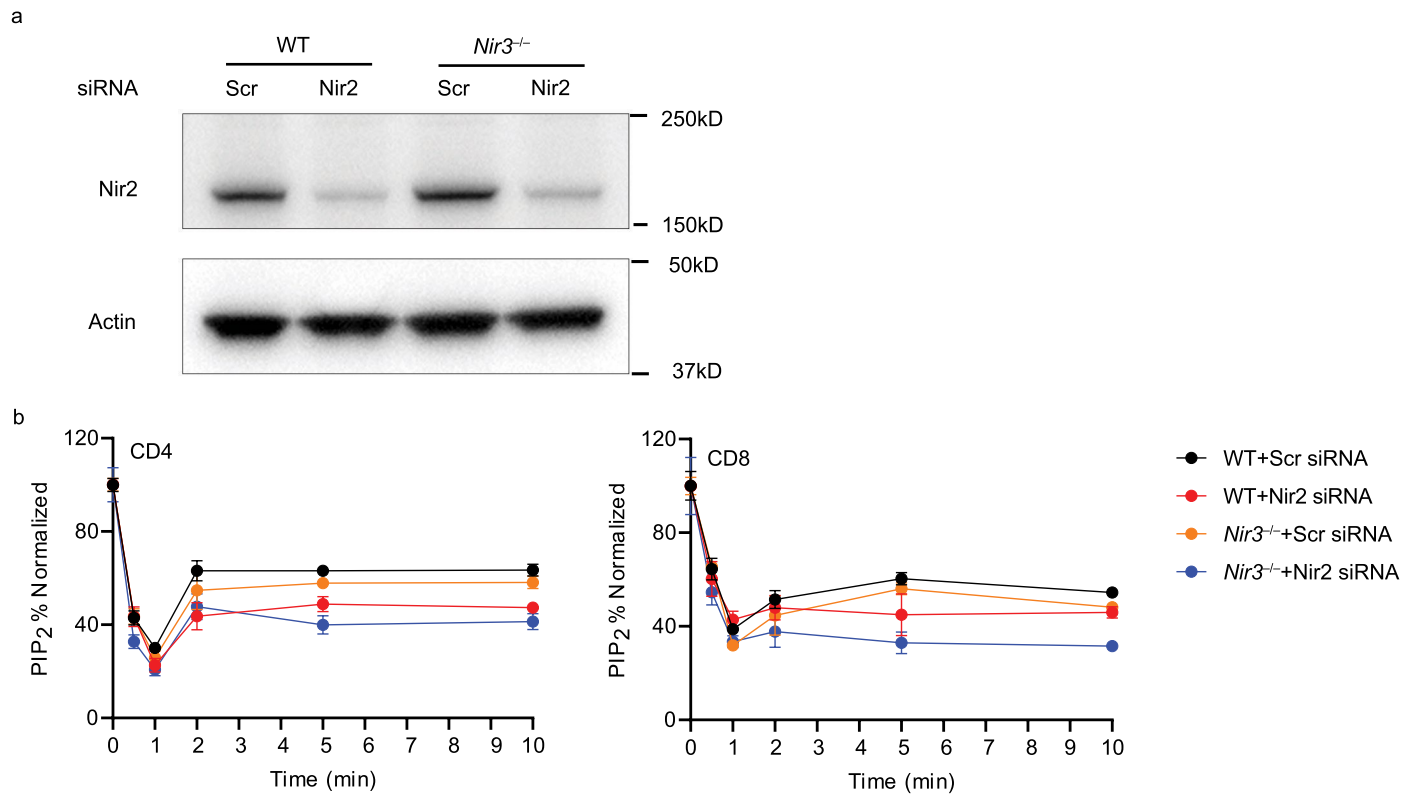 a
WT Nir3–/–
siRNA Scr Nir2 Scr Nir2
250kD
Nir2
150kD
50kD
Actin
37kD
b
CD4
PIP2 % Normalized
120
80
40
0
0 1 2 3 4 5 6 7 8 9 10
Time (min)
CD8
PIP2 % Normalized
120
80
40
0
0 1 2 3 4 5 6 7 8 9 10
Time (min)
WT+Scr siRNA
WT+Nir2 siRNA
Nir3–/–+Scr siRNA
Nir3–/–+Nir2 siRNA